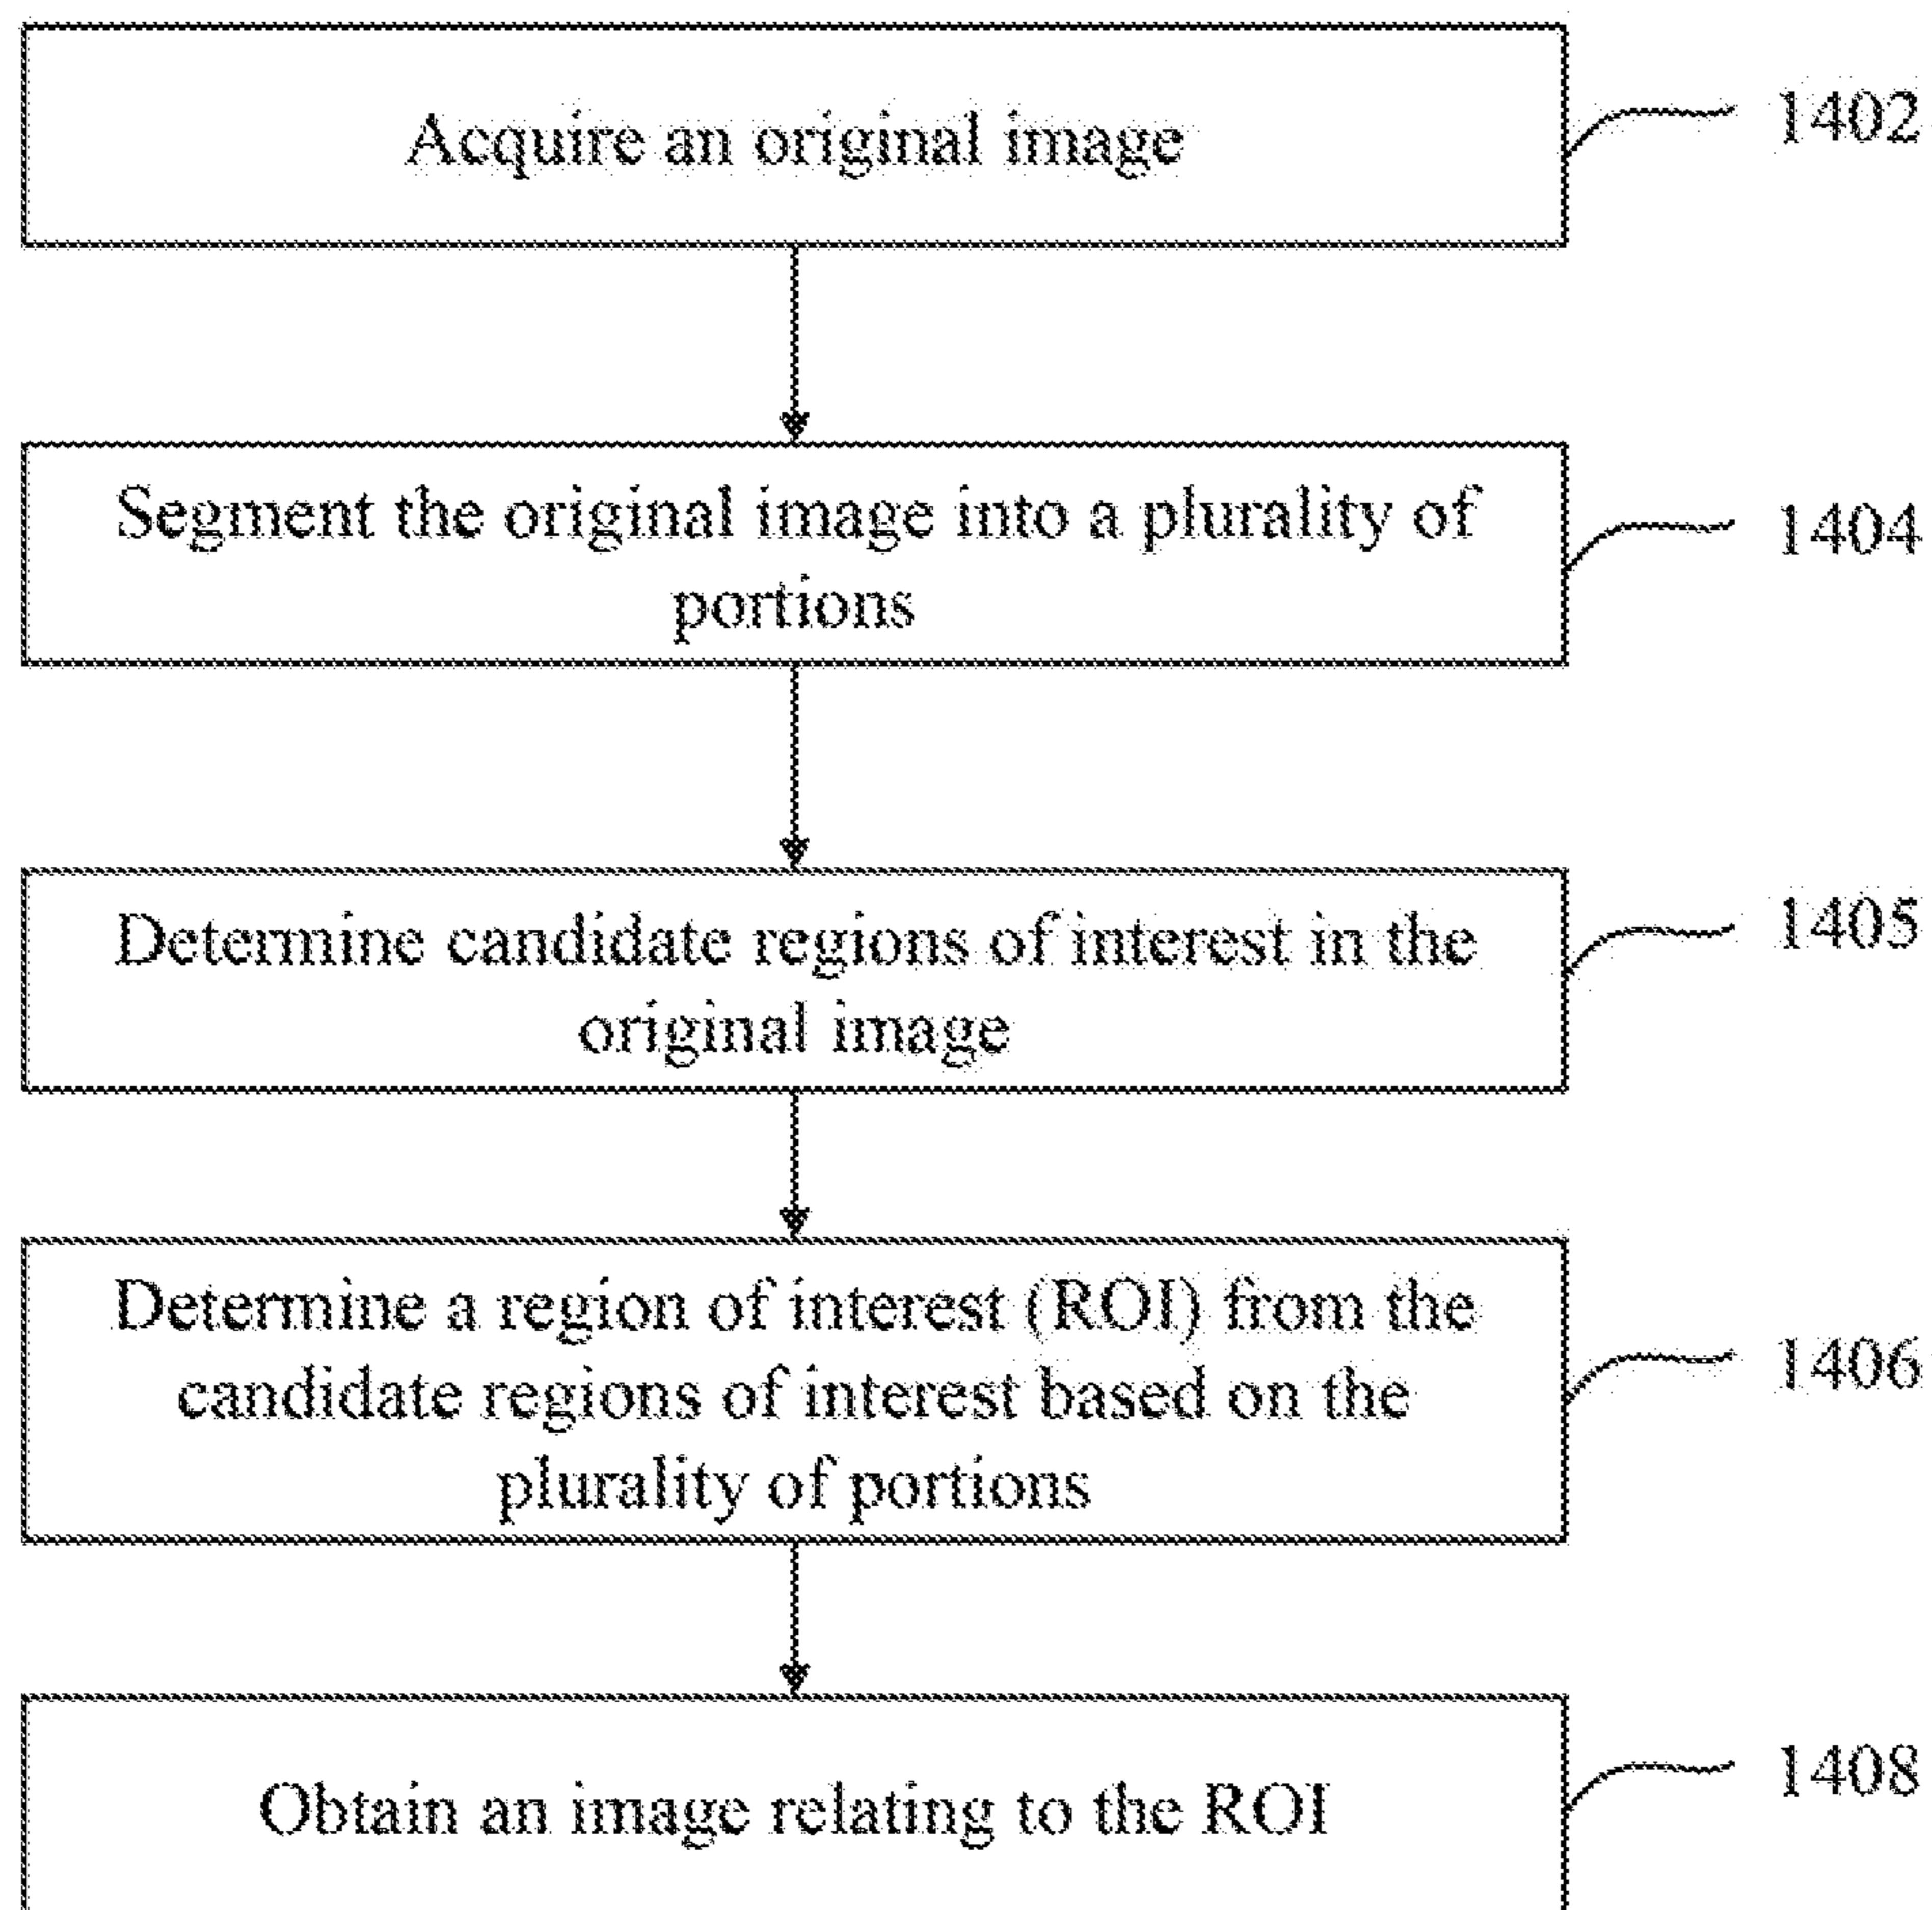 Acquire an original image
1402
Segment the original image into a plurality of
portions
1404
Determine candidate regions of interest in the
original image
1405
Determine a region of interest (ROI) from the
candidate regions of interest based on the
plurality of portions
1406
Obtain an image relating to the ROI
1408